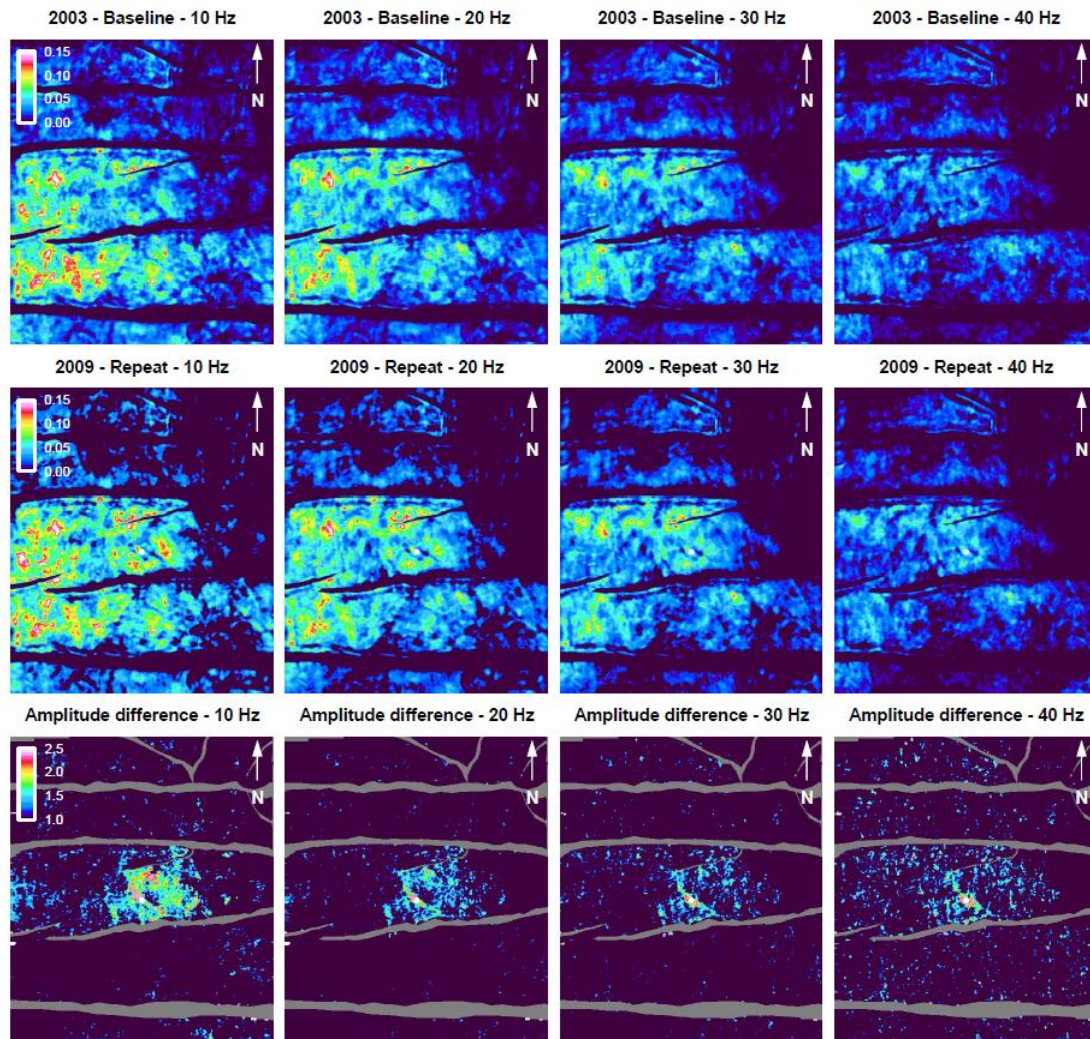 2003 - Baseline - 10 Hz
2003 - Baseline - 20 Hz
2003 - Baseline - 30 Hz
2003 - Baseline - 40 Hz
0.15
0.10
0.05
0.00
N
N
N
N
2009 - Repeat - 10 Hz
2009 - Repeat - 20 Hz
2009 - Repeat - 30 Hz
2009 - Repeat - 40 Hz
0.15
0.10
0.05
0.00
N
N
N
N
Amplitude difference - 10 Hz
Amplitude difference - 20 Hz
Amplitude difference - 30 Hz
Amplitude difference - 40 Hz
2.5
2.0
1.5
1.0
N
N
N
N